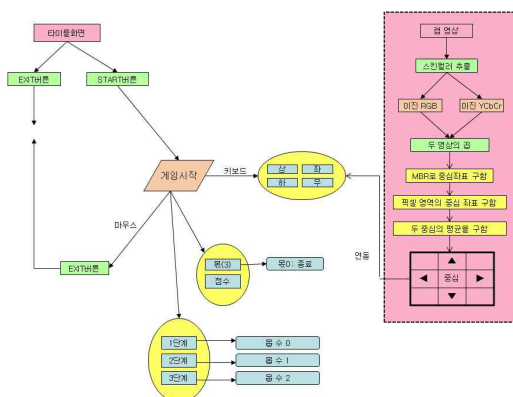 타이틀화면
EXIT버튼
START버튼
게임시작
키보드
상
좌
하
우
마우스
EXIT버튼
목(3)
점수
목0: 종료
1단계
몹 수 0
2단계
몹 수 1
3단계
몹 수 2
캠 영상
스킨컬러 추출
이진 RGB
이진 YCbCr
두 영상의 곱
MBR로 중심좌표 구함
픽셀 영역의 중심 좌표 구함
두 중심의 평균을 구함
연동
중심